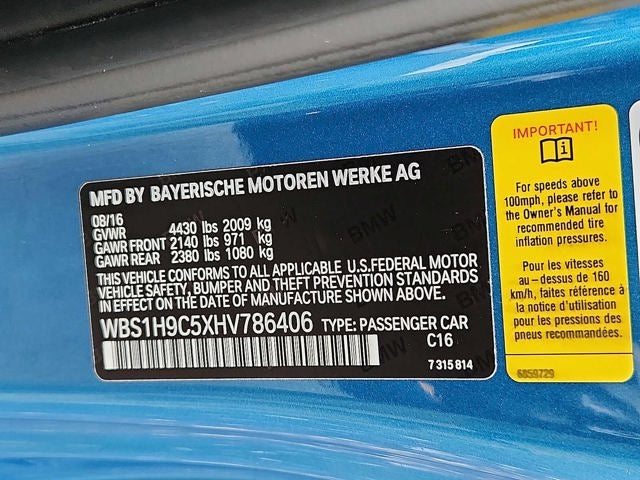 MFD BY BAYERISCHE MOTOREN WERKE AG
08/16
GVWR 4430 lbs 2009 kg
GAWR FRONT 2140 lbs 971 kg
GAWR REAR 2380 lbs 1080 kg
THIS VEHICLE CONFORMS TO ALL APPLICABLE U.S.FEDERAL MOTOR
VEHICLE SAFETY, BUMPER, AND THEFT PREVENTION STANDARDS
IN EFFECT ON THE DATE OF MANUFACTURE SHOWN ABOVE.
WBS1H9C5XHV786406 TYPE: PASSENGER CAR
C16
7 315 814
IMPORTANT!
For speeds above
100mph, please refer to
the Owner's Manual for
recommended tire
inflation pressures.
Pour les vitesses
au-dessus de 160
km/h, faites référence à
la notice d'utilisation
pour les pressions des
pneus recommandées.
6859729